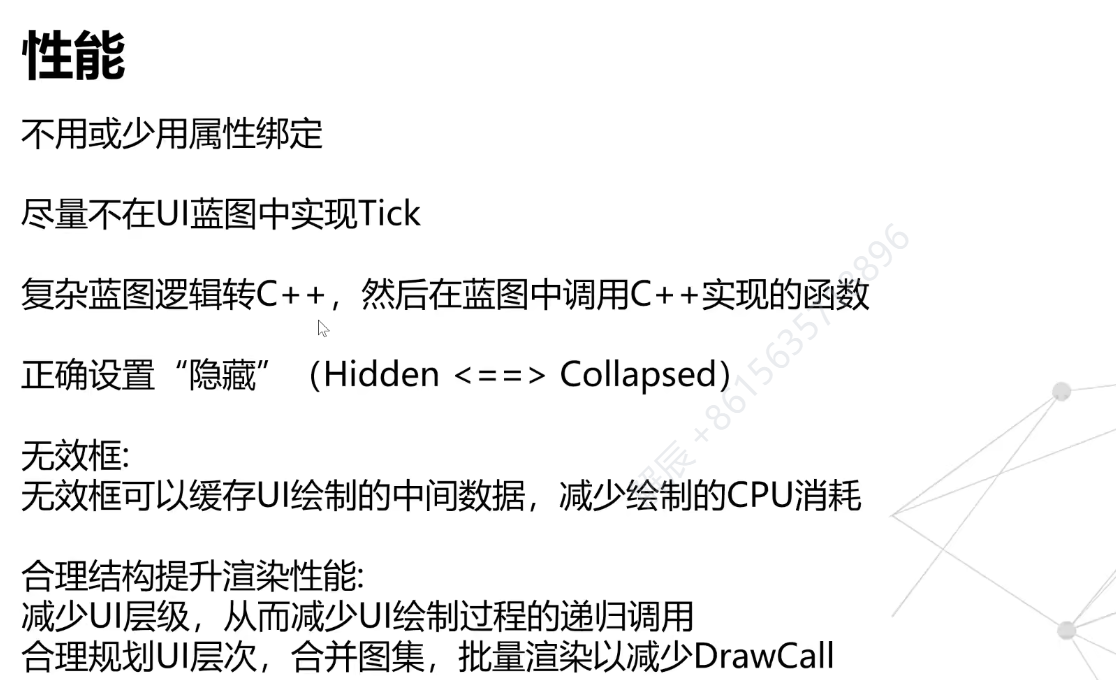 性能
不用或少用属性绑定
尽量不在UI蓝图中实现Tick
复杂蓝图逻辑转C++，然后在蓝图中调用C++实现的函数
正确设置“隐藏”（Hidden <==> Collapsed）
无效框:
无效框可以缓存UI绘制的中间数据，减少绘制的CPU消耗
合理结构提升渲染性能:
减少UI层级，从而减少UI绘制过程的递归调用
合理规划UI层次，合并图集，批量渲染以减少DrawCall